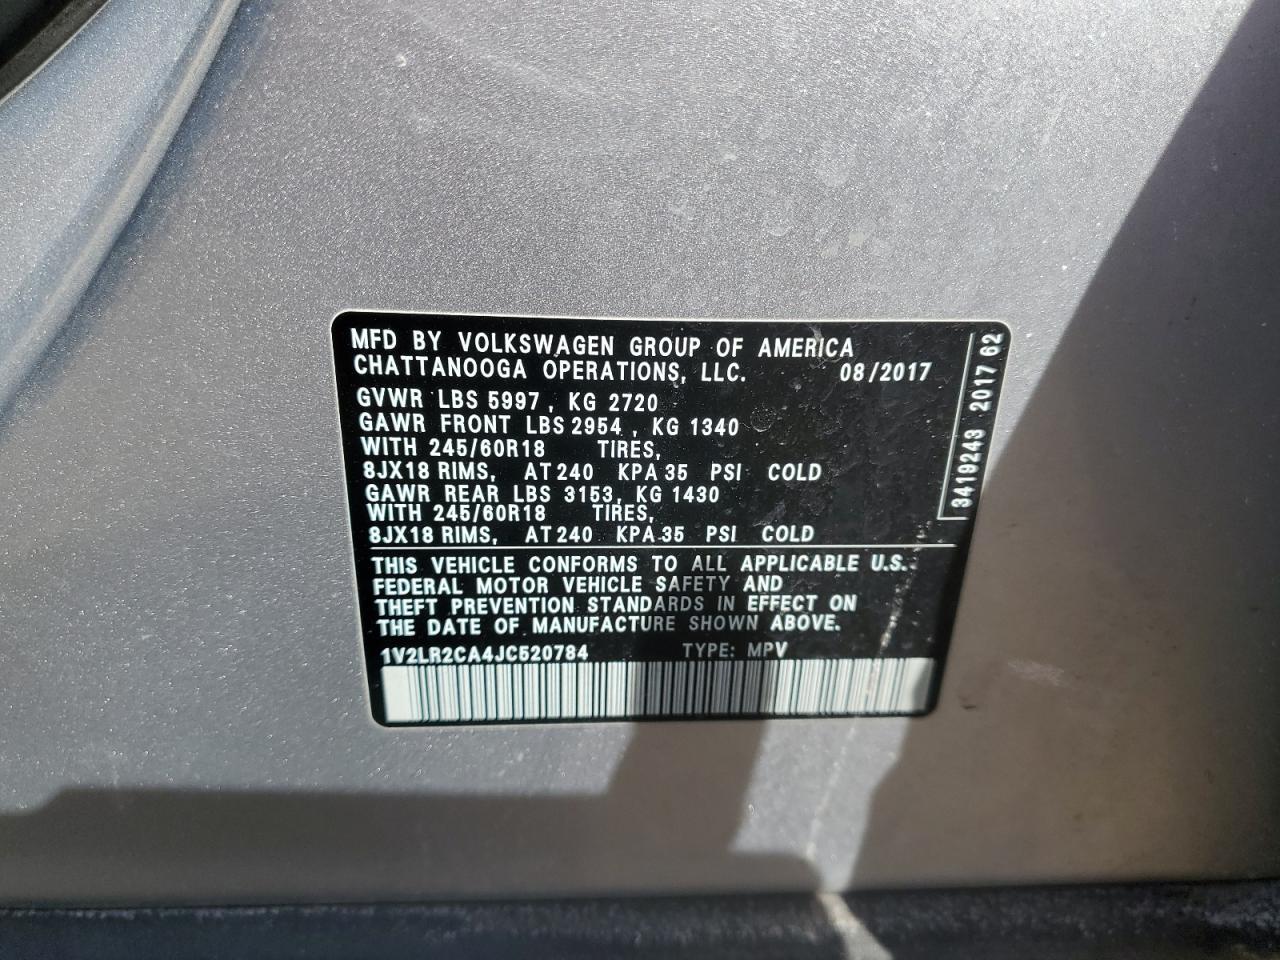 MFD BY VOLKSWAGEN GROUP OF AMERICA
CHATTANOOGA OPERATIONS, LLC. 08/2017
GVWR LBS 5997, KG 2720
GAWR FRONT LBS 2954, KG 1340
WITH 245/60R18 TIRES,
8JX18 RIMS, AT 240 KPA 35 PSI COLD
GAWR REAR LBS 3153, KG 1430
WITH 245/60R18 TIRES,
8JX18 RIMS, AT 240 KPA 35 PSI COLD
THIS VEHICLE CONFORMS TO ALL APPLICABLE U.S.
FEDERAL MOTOR VEHICLE SAFETY AND
THEFT PREVENTION STANDARDS IN EFFECT ON
THE DATE OF MANUFACTURE SHOWN ABOVE.
1V2LR2CA4JC520784 TYPE: MPV
3419243 2017 62